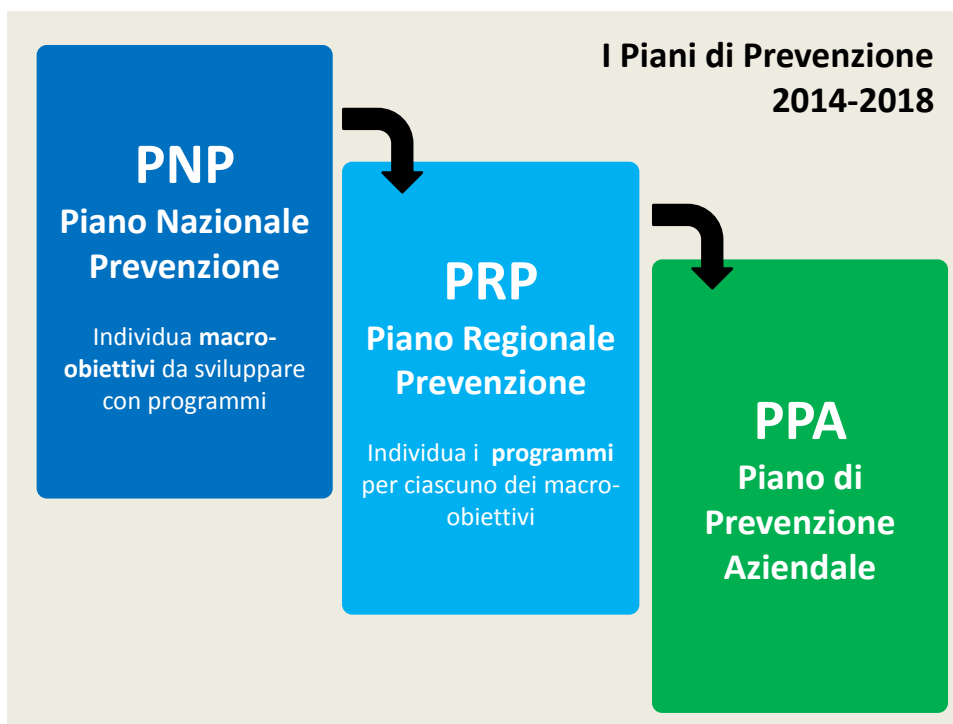 I Piani di Prevenzione
2014-2018
PNP
Piano Nazionale
Prevenzione
Individua macro-
obiettivi da sviluppare
con programmi
PRP
Piano Regionale
Prevenzione
Individua i programmi
per ciascuno dei macro-
obiettivi
PPA
Piano di
Prevenzione
Aziendale